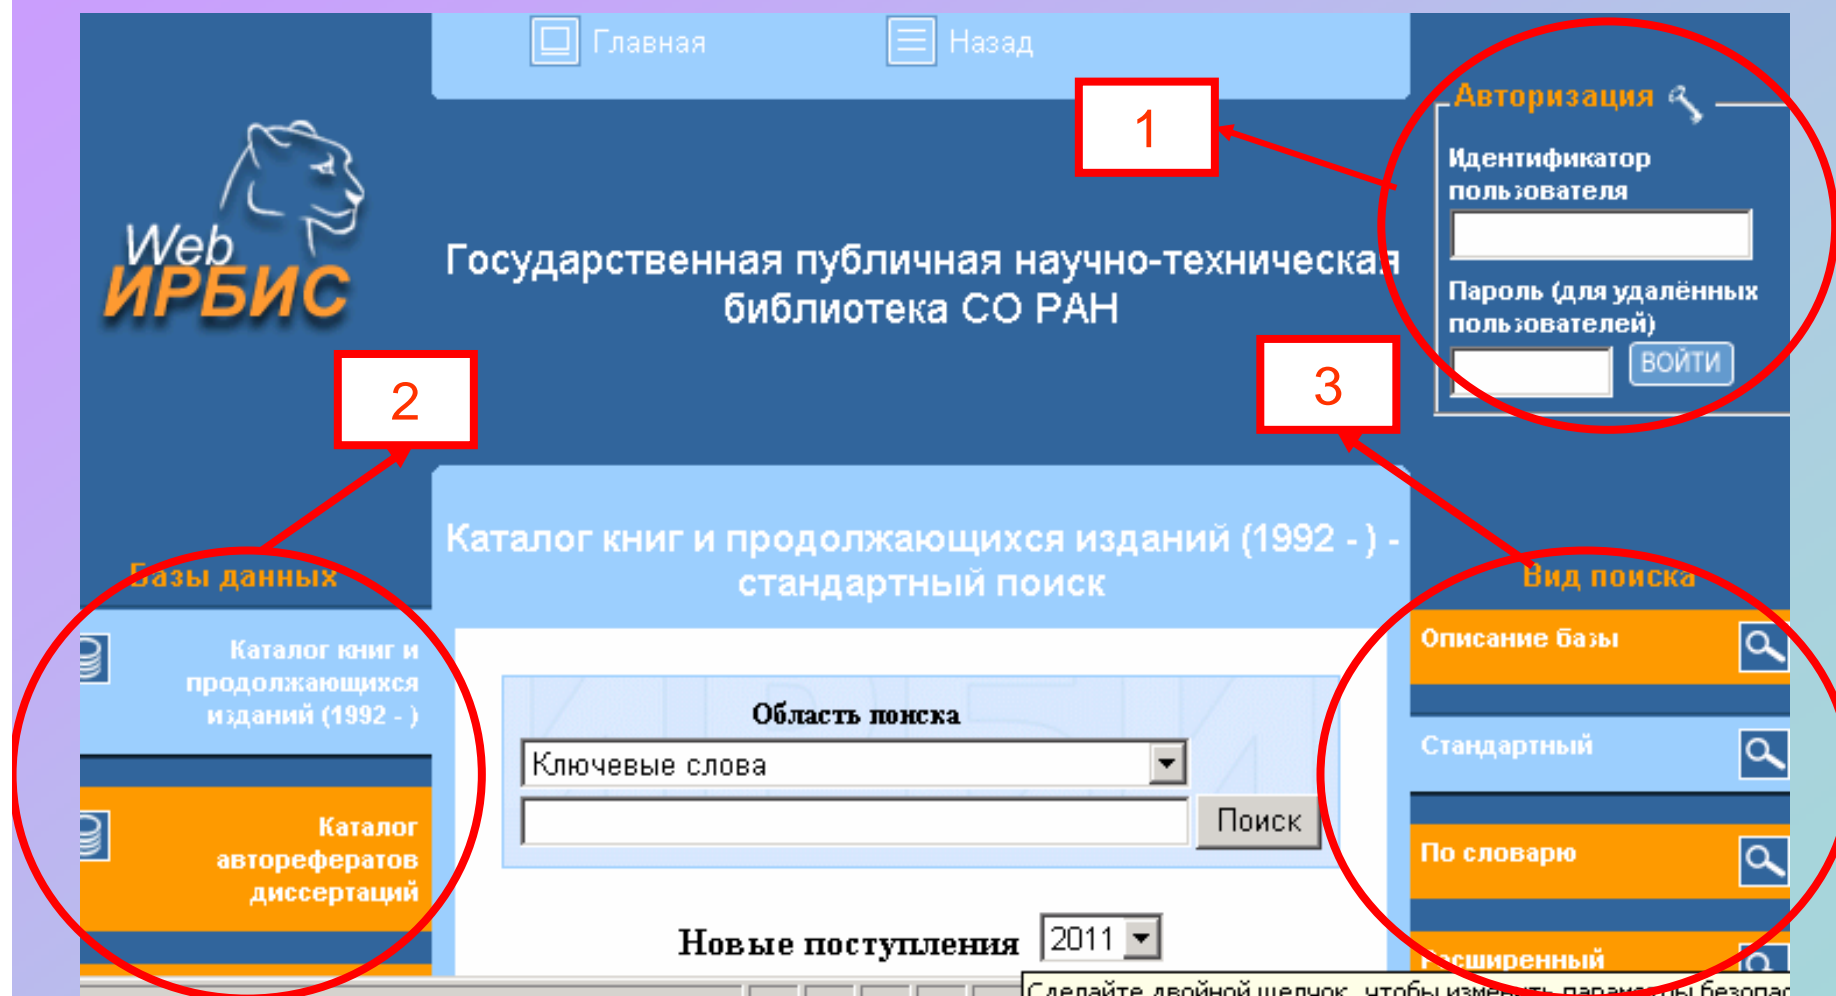 Главная
Назад
Авторизация
1
Идентификатор
пользователя
Web
ИРБИС
Государственная публичная научно-техническая
библиотека СО РАН
Пароль (для удалённых
пользователей)
ВОЙТИ
2
3
Каталог книг и продолжающихся изданий (1992 - ) -
стандартный поиск
Базы данных
Вид поиска
Каталог книг и
продолжающихся
изданий (1992 - )
Каталог
авторефератов
диссертаций
Область поиска
Ключевые слова
Поиск
Новые поступления
2011
Описание базы
Стандартный
По словарю
Расширенный
Сделайте двойной щелчок, чтобы изменить параметры